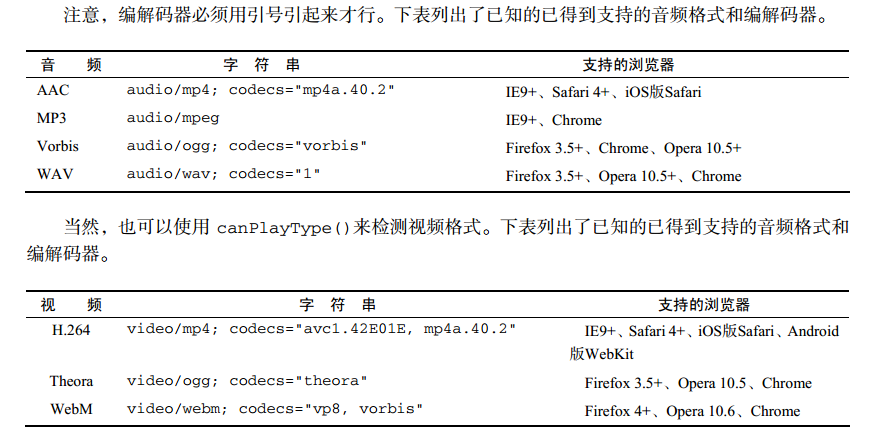 注意，编解码器必须用引号引起来才行。下表列出了已知的已得到支持的音频格式和编解码器。
音 频 字 符 串 支持的浏览器
AAC audio/mp4; codecs="mp4a.40.2" IE9+、Safari 4+、iOS版Safari
MP3 audio/mpeg IE9+、Chrome
Vorbis audio/ogg; codecs="vorbis" Firefox 3.5+、Chrome、Opera 10.5+
WAV audio/wav; codecs="1" Firefox 3.5+、Opera 10.5+、Chrome
当然，也可以使用 canPlayType()来检测视频格式。下表列出了已知的已得到支持的音频格式和
编解码器。
视 频 字 符 串 支持的浏览器
H.264 video/mp4; codecs="avc1.42E01E, mp4a.40.2" IE9+、Safari 4+、iOS版Safari、Android
版WebKit
Theora video/ogg; codecs="theora" Firefox 3.5+、Opera 10.5、Chrome
WebM video/webm; codecs="vp8, vorbis" Firefox 4+、Opera 10.6、Chrome